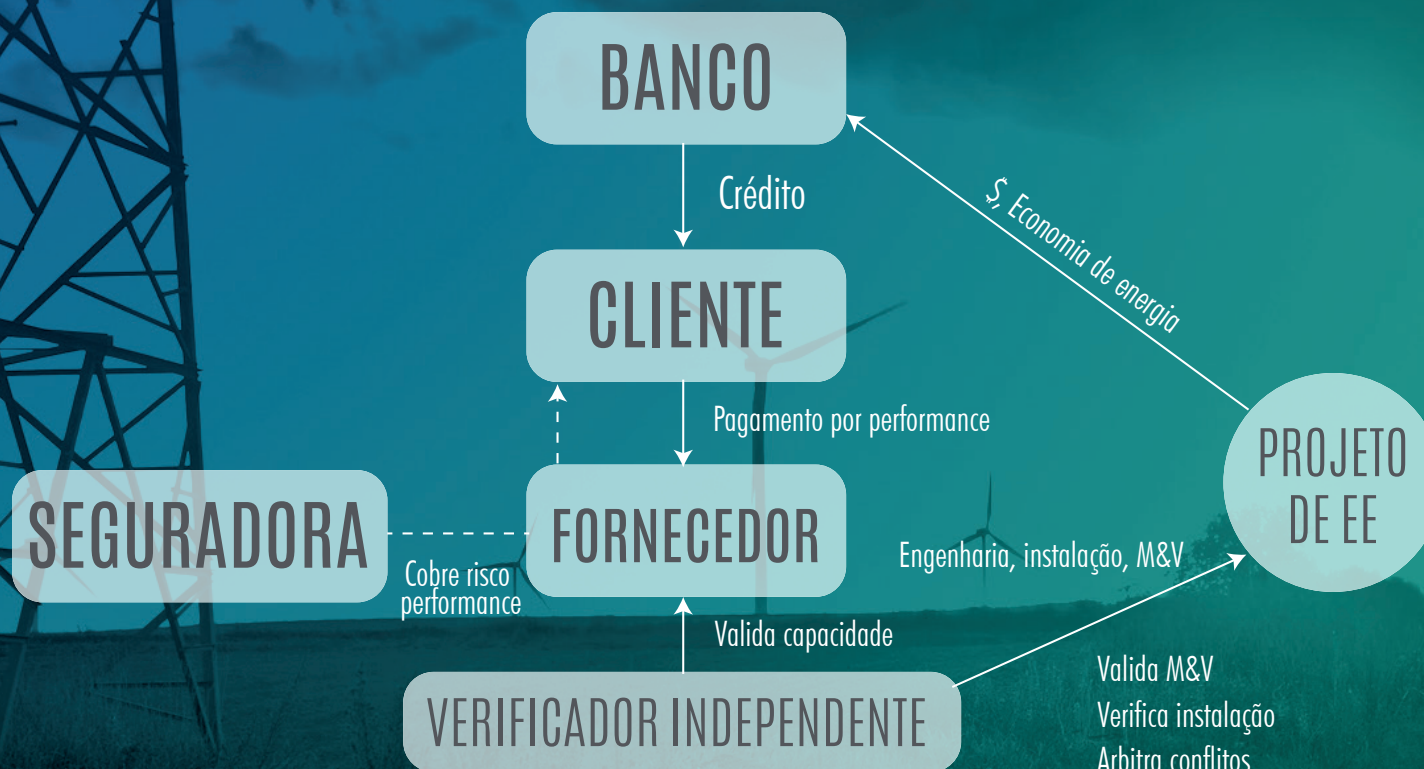 BANCO
Crédito
$, Economia de energia
CLIENTE
Pagamento por performance
PROJETO
DE EE
SEGURADORA
FORNECEDOR
Cobre risco
performance
Engenharia, instalação, M&V
Valida capacidade
VERIFICADOR INDEPENDENTE
Valida M&V
Verifica instalação
Arbitra conflitos